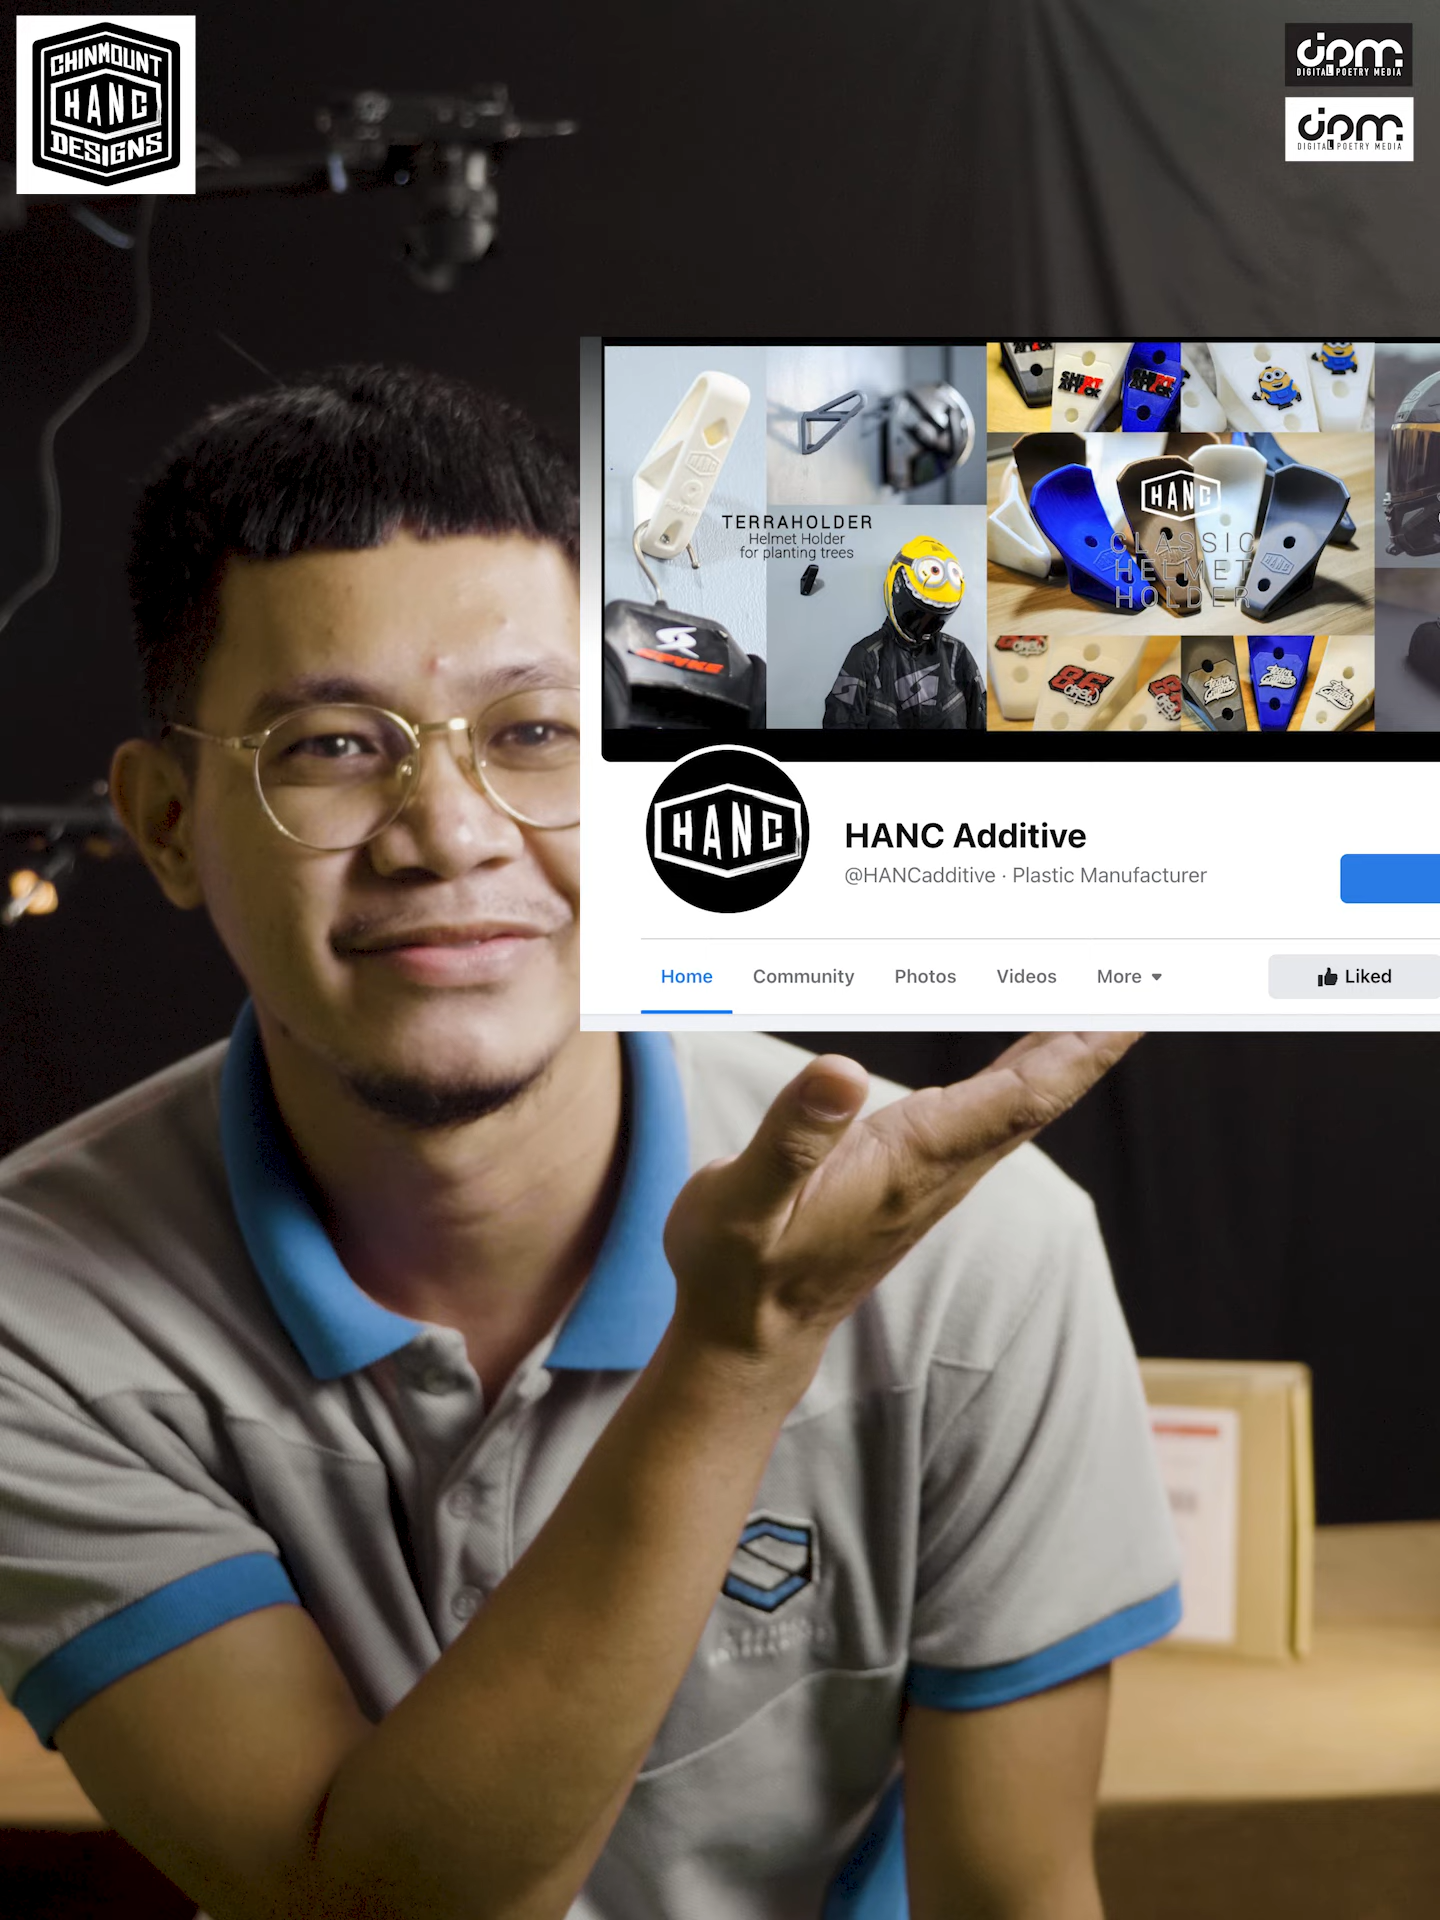 CHINMOUNT
HANC
DESIGNS
dpm
DIGITAL POETRY MEDIA
dpm
DIGITAL POETRY MEDIA
HANC
TERRAHOLDER
Helmet Holder
for planting trees
HANC
CLASSIC
HELMET
HOLDER
HANC
HANC Additive
@HANCadditive · Plastic Manufacturer
Home
Community
Photos
Videos
More
Liked